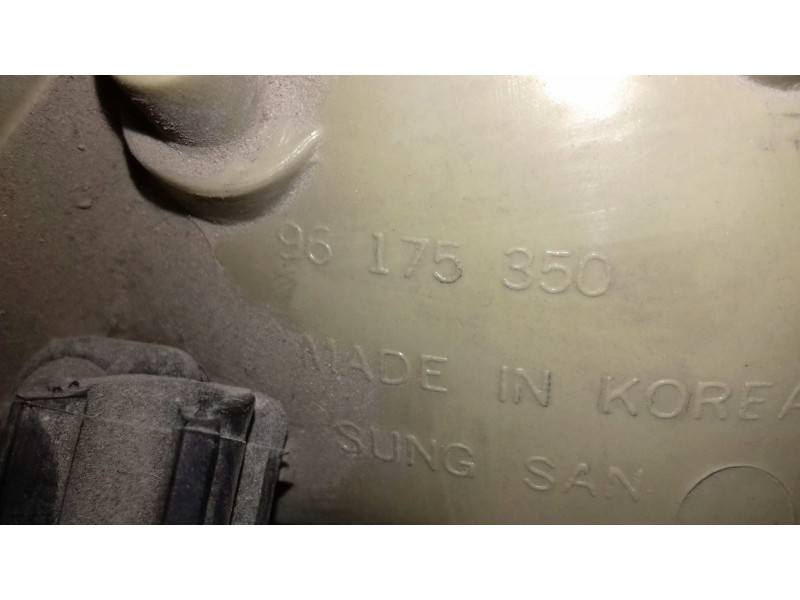 96 175 350
MADE IN KOREA
SUNG SAN